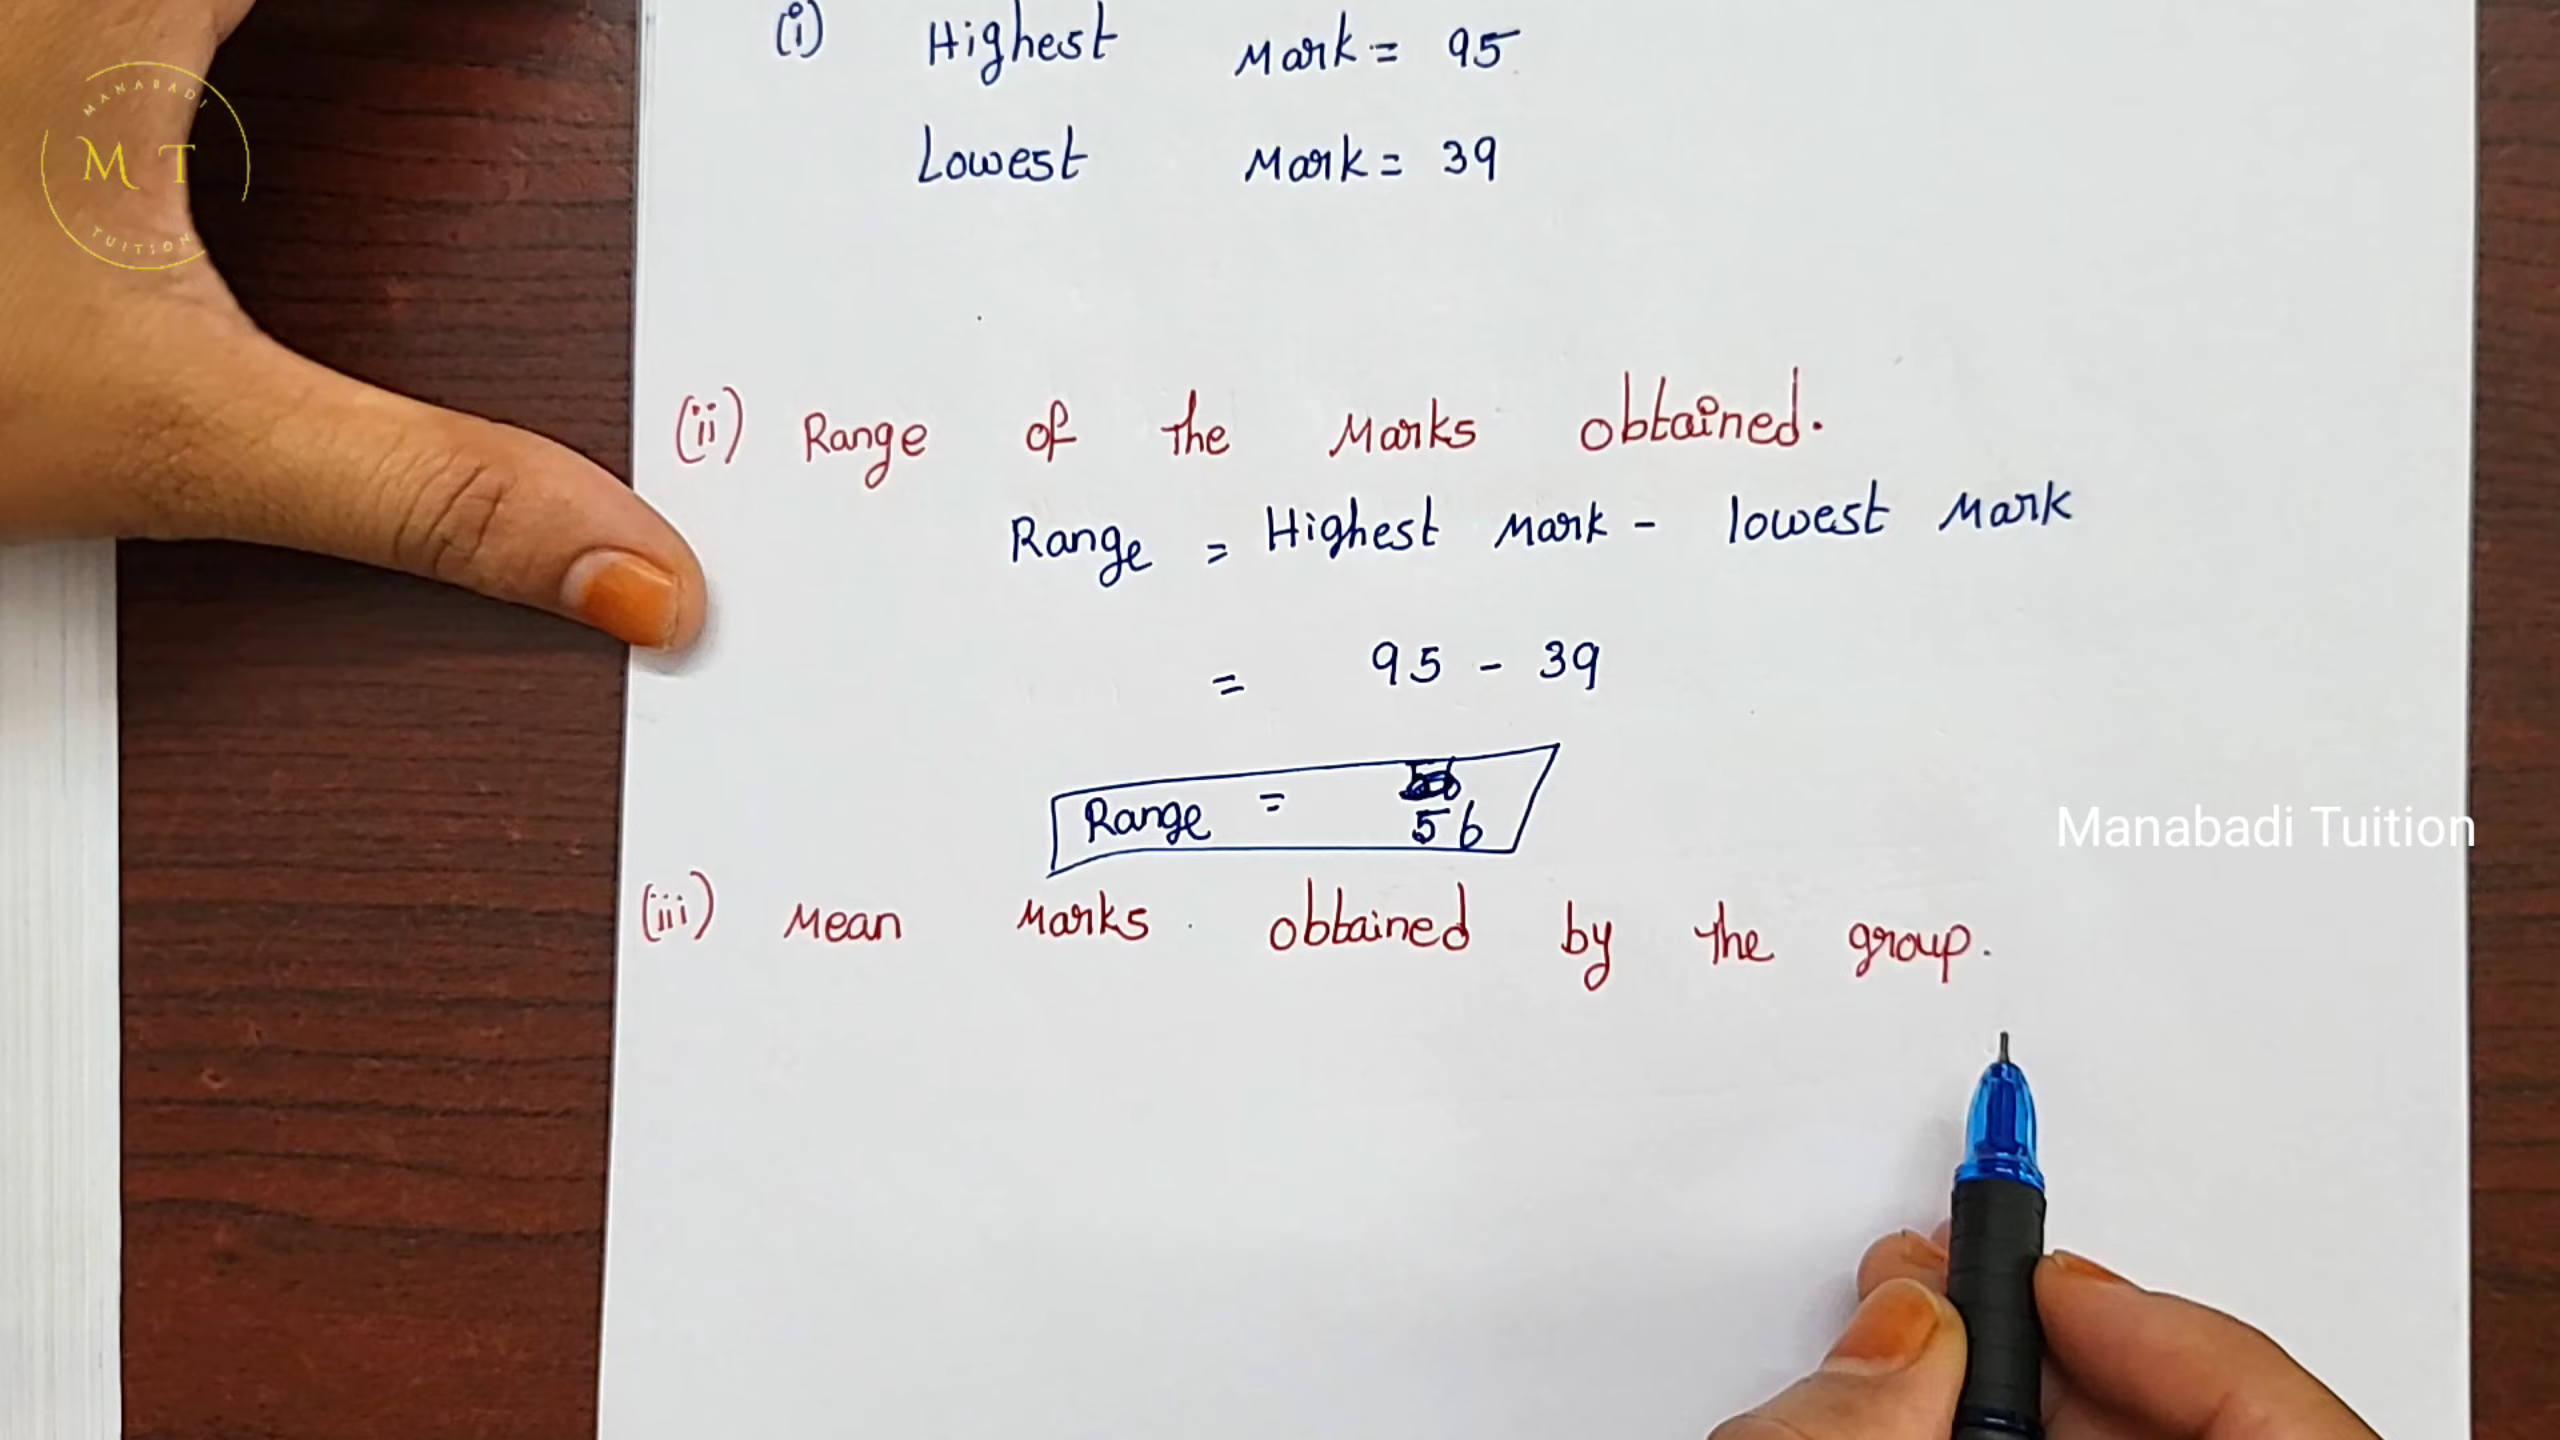 (i) Highest Mark = 95
MANABADI
M T
TUITION
Lowest Mark = 39
(ii) Range of the Marks obtained.
Range = Highest Mark - lowest Mark
= 95 - 39
Range = 56
Manabadi Tuition
(iii) Mean Marks obtained by the group.